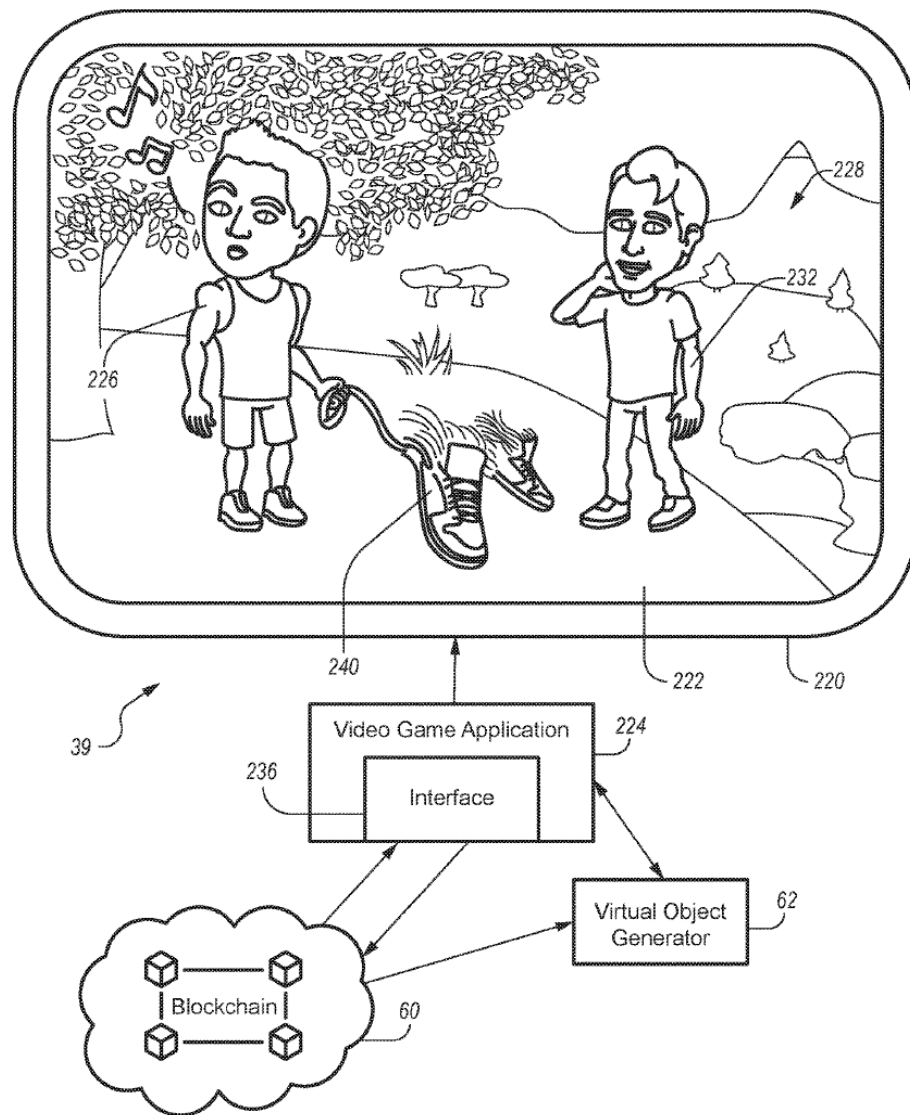 228
232
226
240
222
220
39
Video Game Application
224
236
Interface
Virtual Object
Generator
62
Blockchain
60